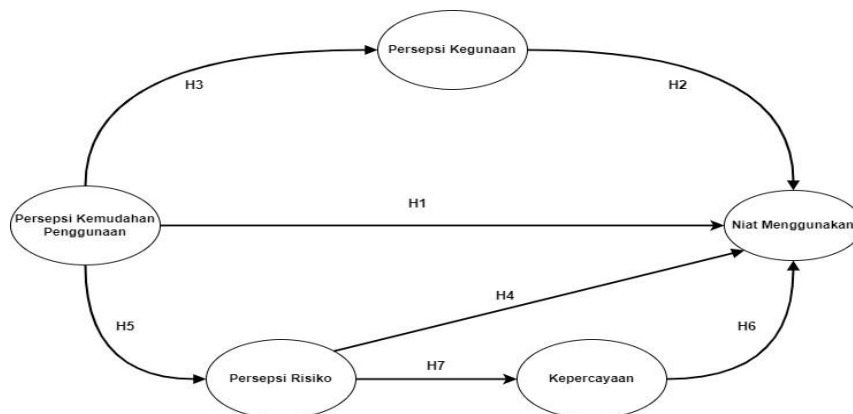 Persepsi Kegunaan
H3
H2
Persepsi Kemudahan
Penggunaan
H1
Niat Menggunakan
H4
H5
H6
H7
Persepsi Risiko
Kepercayaan